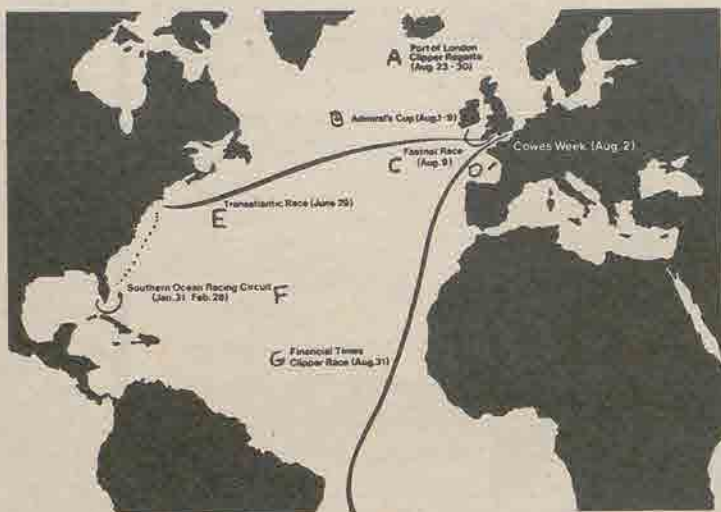 A Port of London
Clipper Regatta
(Aug. 23 - 30)
B Admiral's Cup (Aug. 1-9)
Cowes Week (Aug. 2)
C Fastnet Race
(Aug. 9)
E Transatlantic Race (June 29)
Southern Ocean Racing Circuit F
(Jan. 31 Feb. 28)
G Financial Times
Clipper Race (Aug. 31)